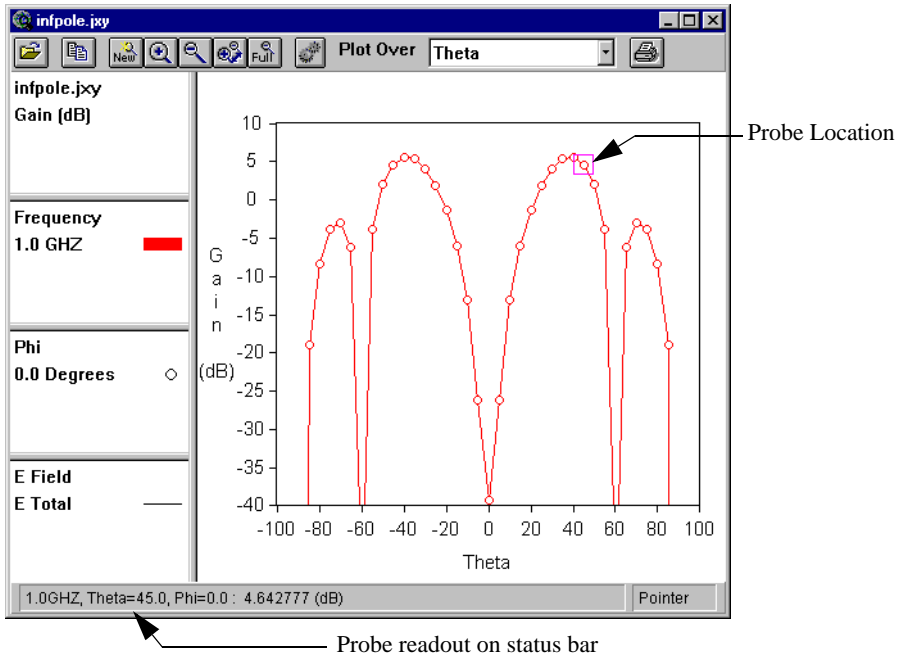 infpole.jxy
New
Full
Plot Over
Theta
infpole.jxy
Gain (dB)
Frequency
1.0 GHZ
Phi
0.0 Degrees
E Field
E Total
Gain
(dB)
10
5
0
-5
-10
-15
-20
-25
-30
-35
-40
-100 -80 -60 -40 -20 0 20 40 60 80 100
Theta
Probe Location
1.0GHZ, Theta=45.0, Phi=0.0 : 4.642777 (dB)
Pointer
Probe readout on status bar